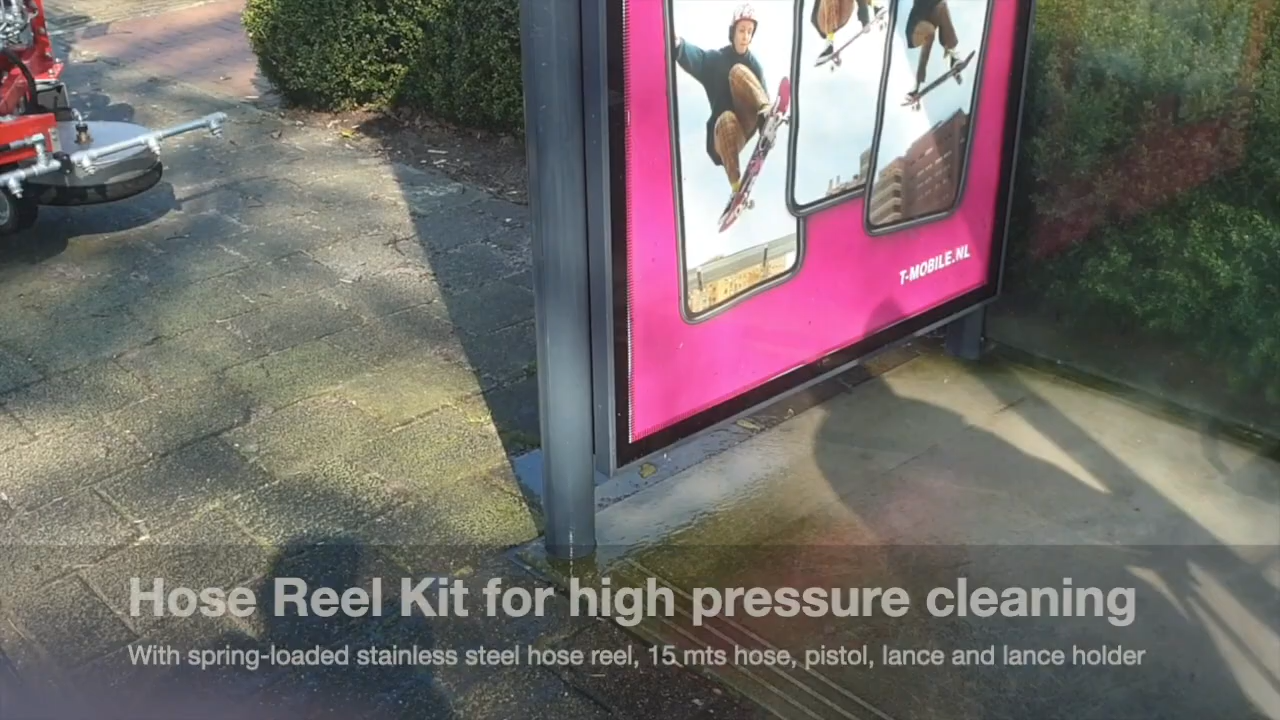 T-MOBILE.NL
Hose Reel Kit for high pressure cleaning
With spring-loaded stainless steel hose reel, 15 mts hose, pistol, lance and lance holder